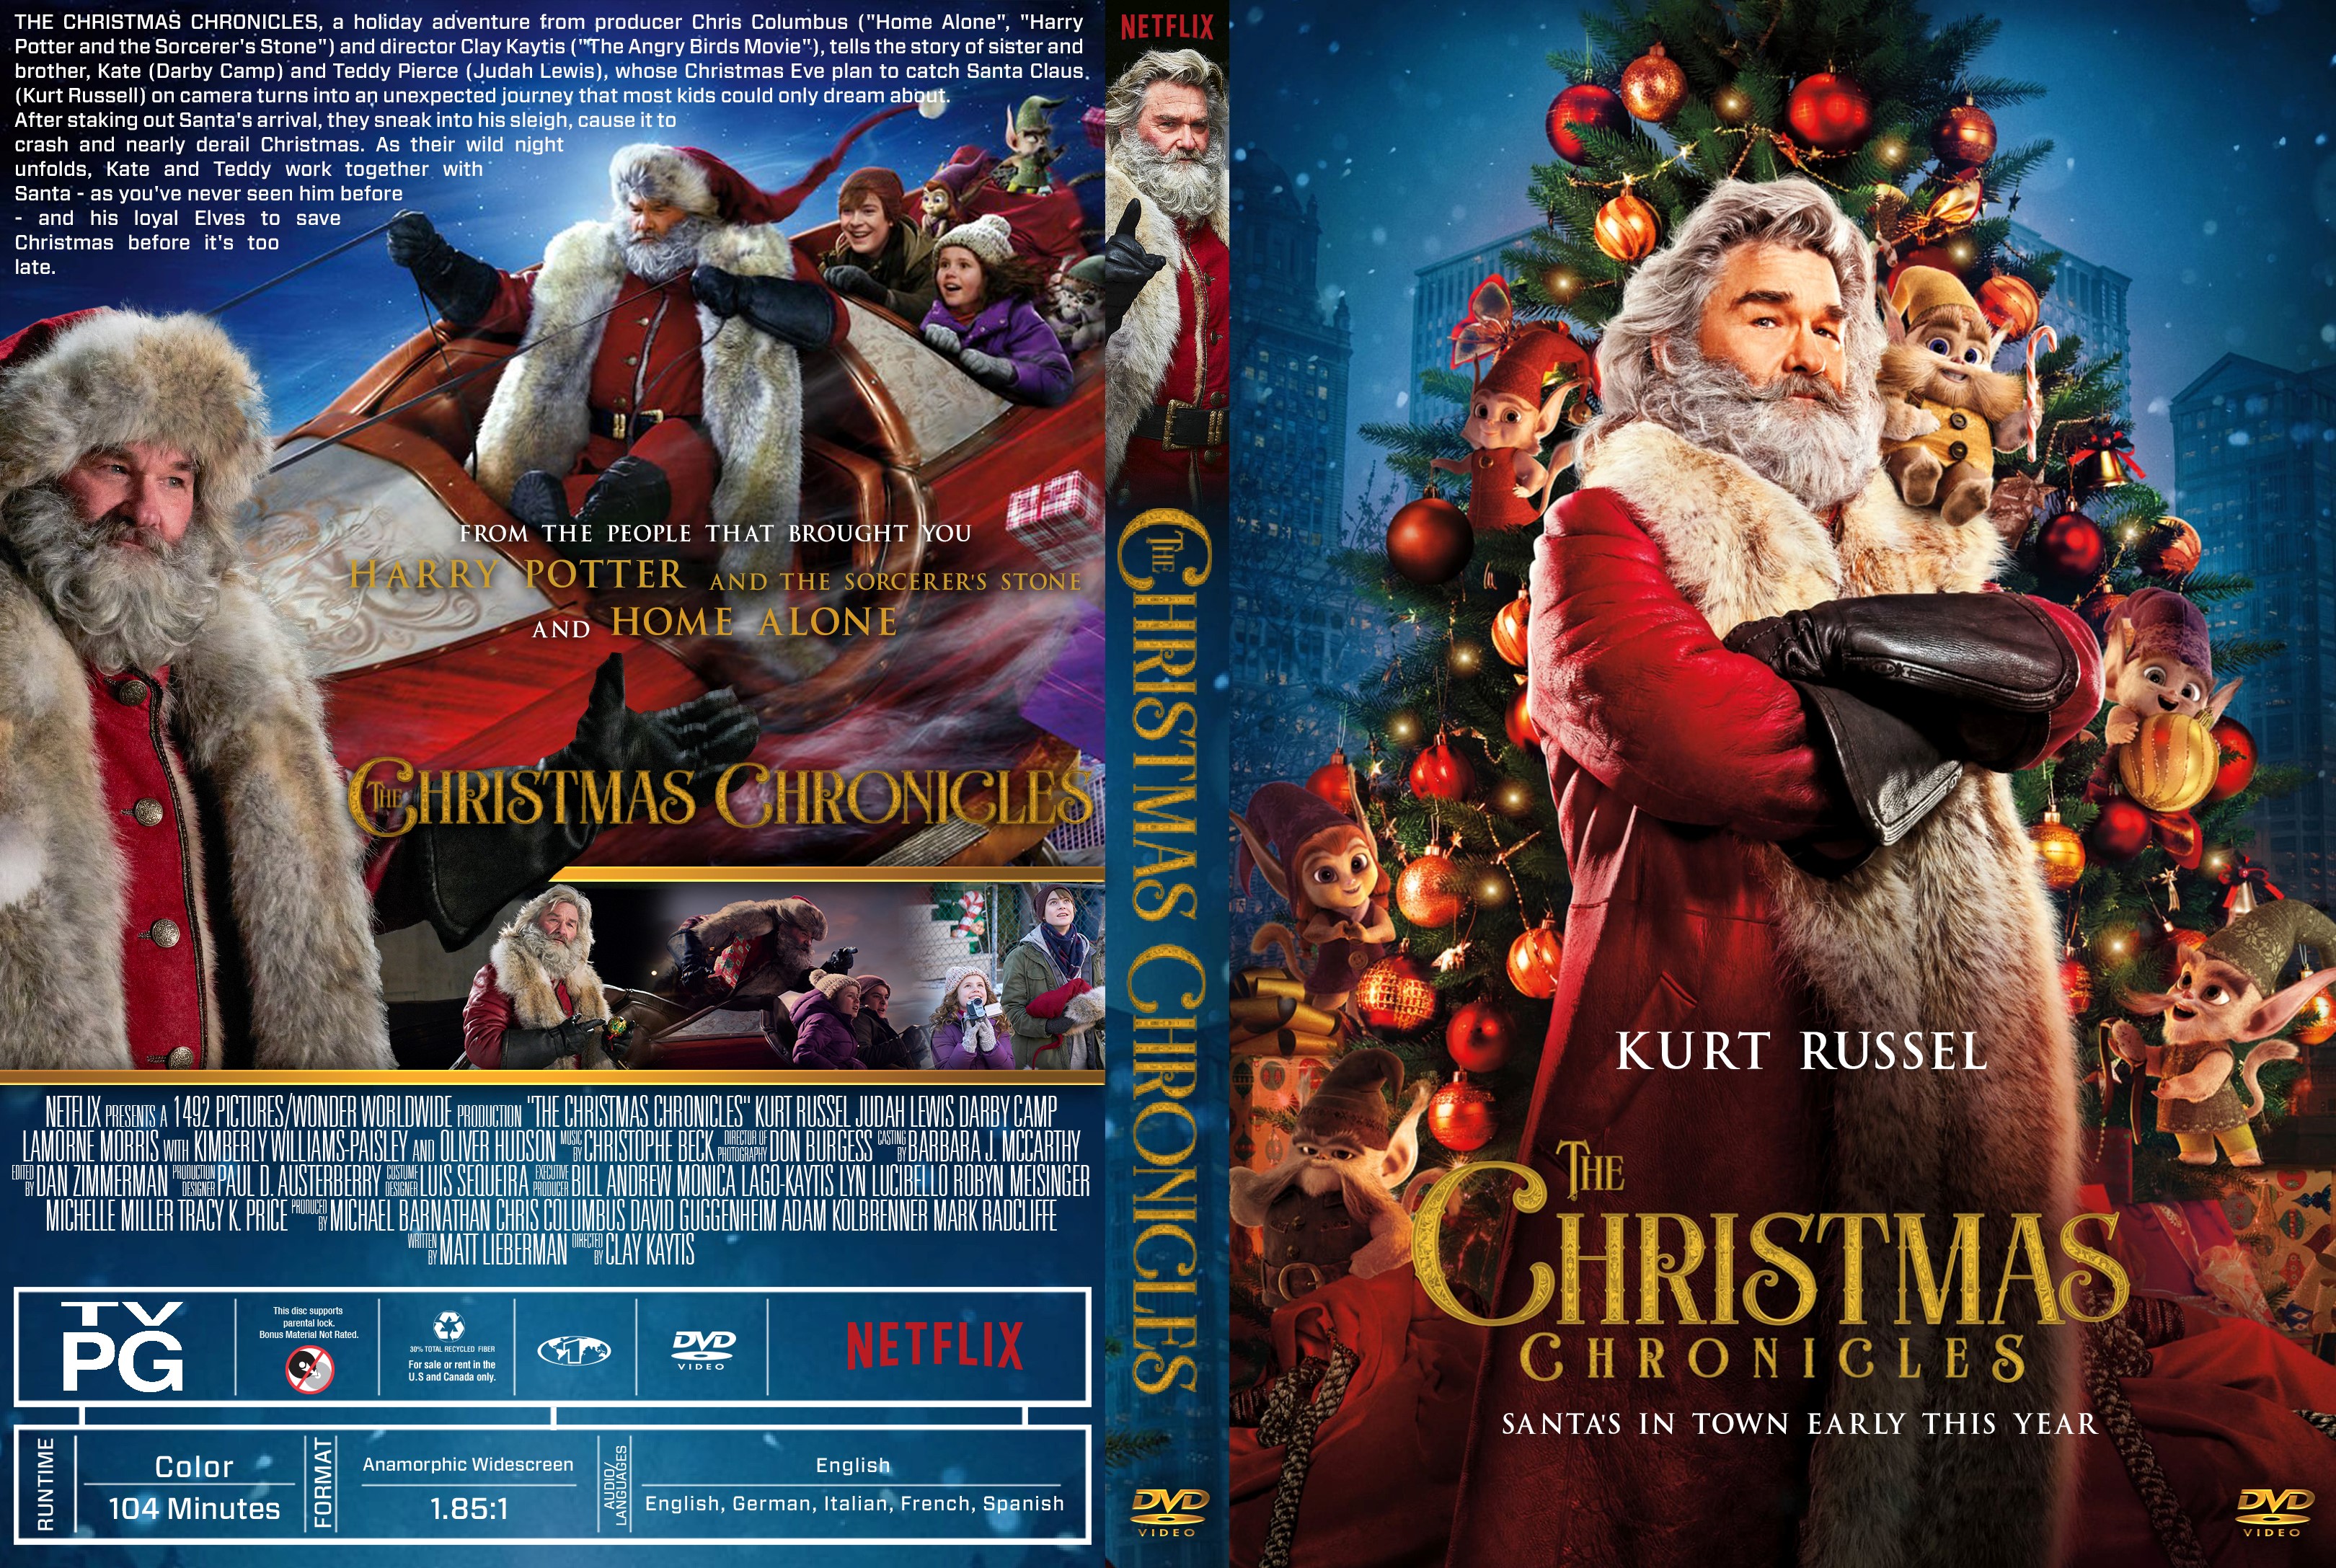 THE CHRISTMAS CHRONICLES, a holiday adventure from producer Chris Columbus ("Home Alone", "Harry
Potter and the Sorcerer's Stone") and director Clay Kaytis ("The Angry Birds Movie"), tells the story of sister and
brother, Kate (Darby Camp) and Teddy Pierce (Judah Lewis), whose Christmas Eve plan to catch Santa Claus.
(Kurt Russell) on camera turns into an unexpected journey that most kids could only dream about.
After staking out Santa's arrival, they sneak into his sleigh, cause it to
crash and nearly derail Christmas. As their wild night
unfolds, Kate and Teddy work together with
Santa - as you've never seen him before
- and his loyal Elves to save
Christmas before it's too
late.
FROM THE PEOPLE THAT BROUGHT YOU
HARRY POTTER AND THE SORCERER'S STONE
AND HOME ALONE
THE CHRISTMAS CHRONICLES
NETFLIX PRESENTS A 1492 PICTURES/WONDER WORLDWIDE PRODUCTION "THE CHRISTMAS CHRONICLES" KURT RUSSEL JUDAH LEWIS DARBY CAMP
LAMORNE MORRIS WITH KIMBERLY WILLIAMS-PAISLEY AND OLIVER HUDSON MUSIC BY CHRISTOPHE BECK DIRECTOR OF PHOTOGRAPHY DON BURGESS CASTING BY BARBARA J. MCCARTHY
EDITED BY DAN ZIMMERMAN PRODUCTION DESIGNER PAUL D. AUSTERBERRY CUSTUME DESIGNER LUIS SEQUEIRA EXECUTIVE PRODUCER BILL ANDREW MONICA LAGO-KAYTIS LYN LUCIBELLO ROBYN MEISINGER
MICHELLE MILLER TRACY K. PRICE PRODUCED BY MICHAEL BARNATHAN CHRIS COLUMBUS DAVID GUGGENHEIM ADAM KOLBRENNER MARK RADCLIFFE
WRITTEN BY MATT LIEBERMAN DIRECTED BY CLAY KAYTIS
TV
PG
This disc supports
parental lock.
Bonus Material Not Rated.
30% TOTAL RECYCLED FIBER
For sale or rent in the
U.S and Canada only.
1
DVD
VIDEO
NETFLIX
RUNTIME
Color
104 Minutes
FORMAT
Anamorphic Widescreen
1.85:1
AUDIO/
LANGUAGES
English
English, German, Italian, French, Spanish
NETFLIX
THE CHRISTMAS CHRONICLES
DVD
VIDEO
KURT RUSSEL
THE
CHRISTMAS
CHRONICLES
SANTA'S IN TOWN EARLY THIS YEAR
DVD
VIDEO